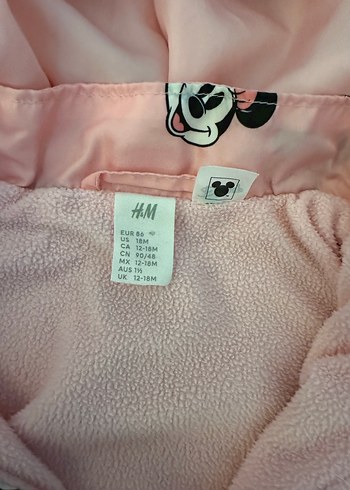 H&M
EUR 86
US 18M
CA 12-18M
CN 90/48
MX 12-18M
AUS 1½
UK 12-18M